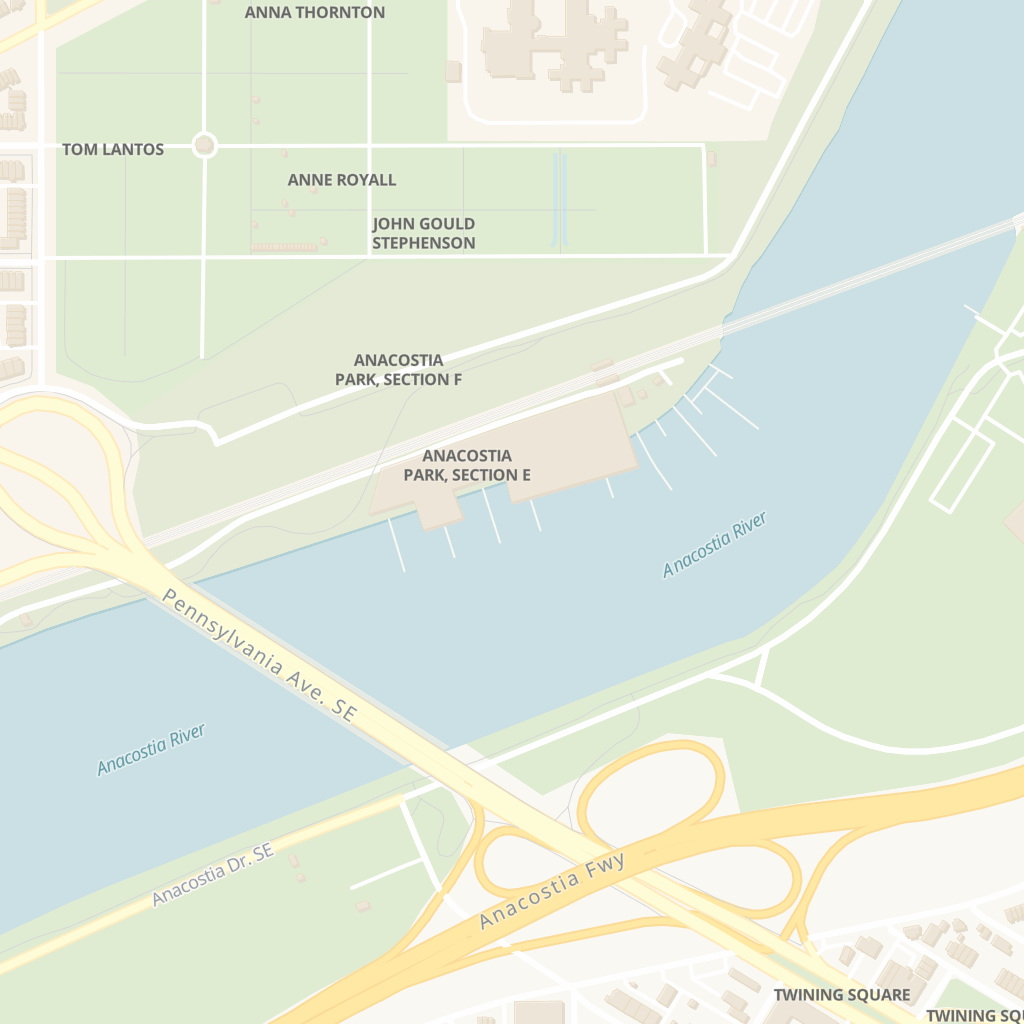 ANNA THORNTON
TOM LANTOS
ANNE ROYALL
JOHN GOULD
STEPHENSON
ANACOSTIA
PARK, SECTION F
ANACOSTIA
PARK, SECTION E
Anacostia River
Pennsylvania Ave. SE
Anacostia River
Anacostia Dr. SE
Anacostia Fwy
TWINING SQUARE
TWINING SQU